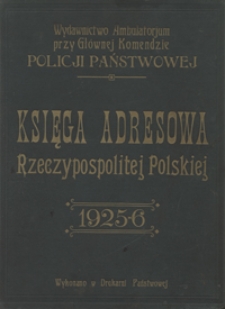 Wydawnictwo Ambulatorjum
przy Głównej Komendzie
POLICJI PAŃSTWOWEJ
KSIĘGA ADRESOWA
Rzeczypospolitej Polskiej
1925-6
Wykonano w Drukarni Państwowej